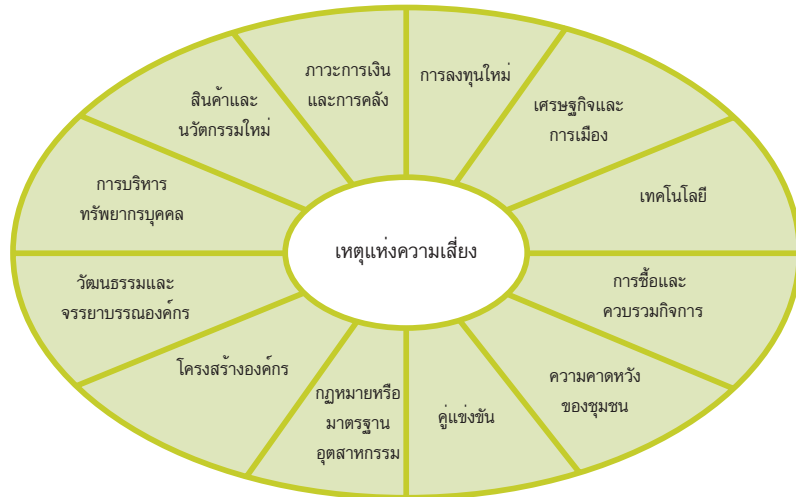 ภาวะการเงิน
และการคลัง
การลงทุนใหม่
เศรษฐกิจและ
การเมือง
เทคโนโลยี
การซื้อและ
ควบรวมกิจการ
ความคาดหวัง
ของชุมชน
คู่แข่งขัน
กฎหมายหรือ
มาตรฐาน
อุตสาหกรรม
โครงสร้างองค์กร
วัฒนธรรมและ
จรรยาบรรณองค์กร
การบริหาร
ทรัพยากรบุคคล
สินค้าและ
นวัตกรรมใหม่
เหตุแห่งความเสี่ยง